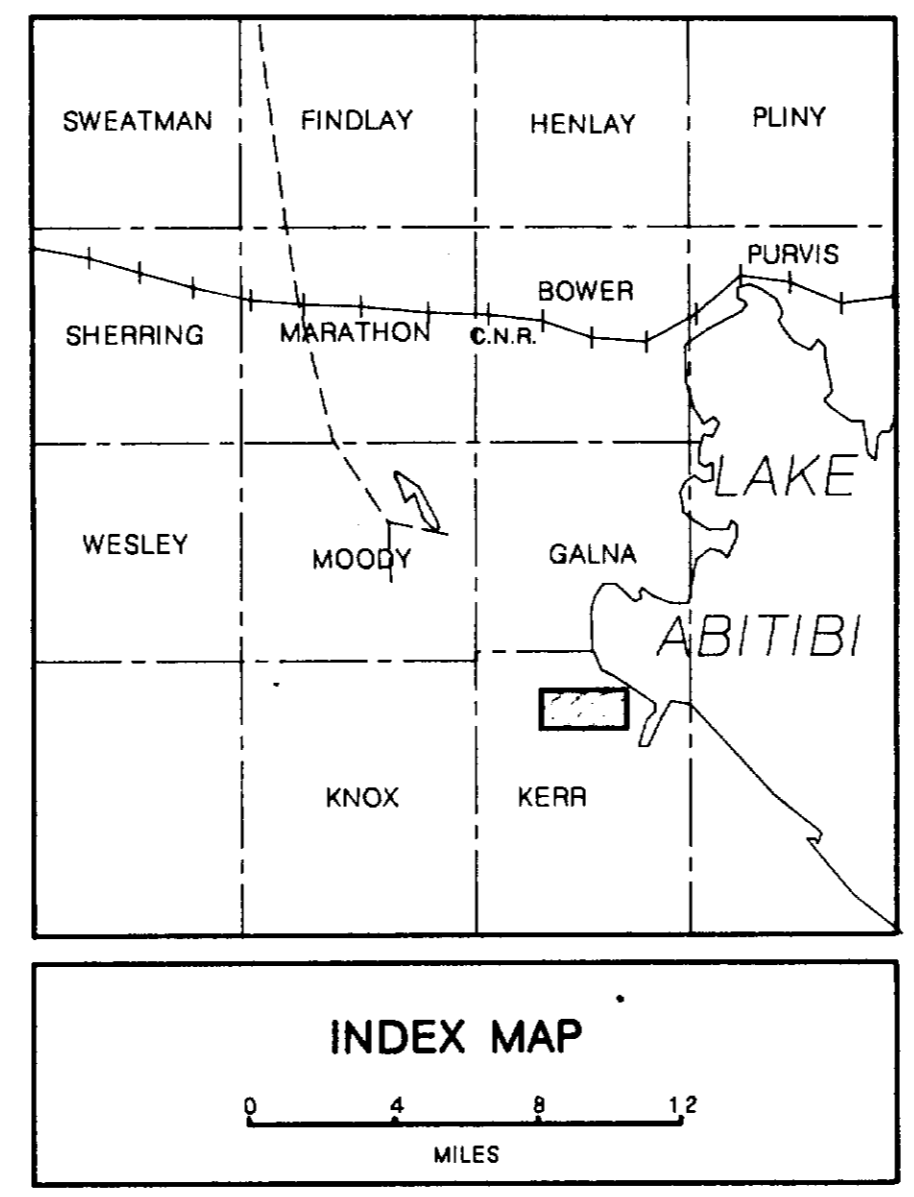 SWEATMAN FINDLAY HENLAY PLINY
PURVIS
BOWER
SHERRING MARATHON C.N.R.
LAKE
WESLEY MOODY GALNA
ABITIBI
KNOX KERR
INDEX MAP
0 4 8 12
MILES